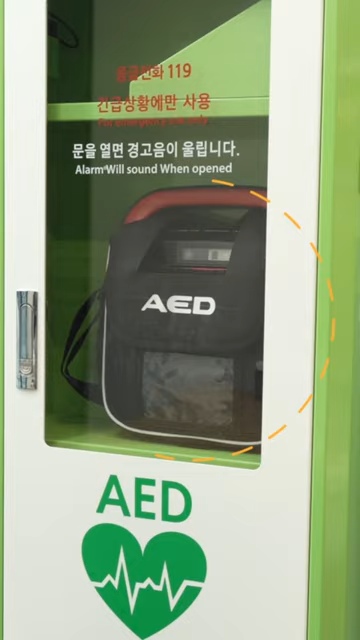 응급전화 119
긴급상황에만 사용
For emergency use only
문을 열면 경고음이 울립니다.
Alarm Will sound When opened
AED
AED